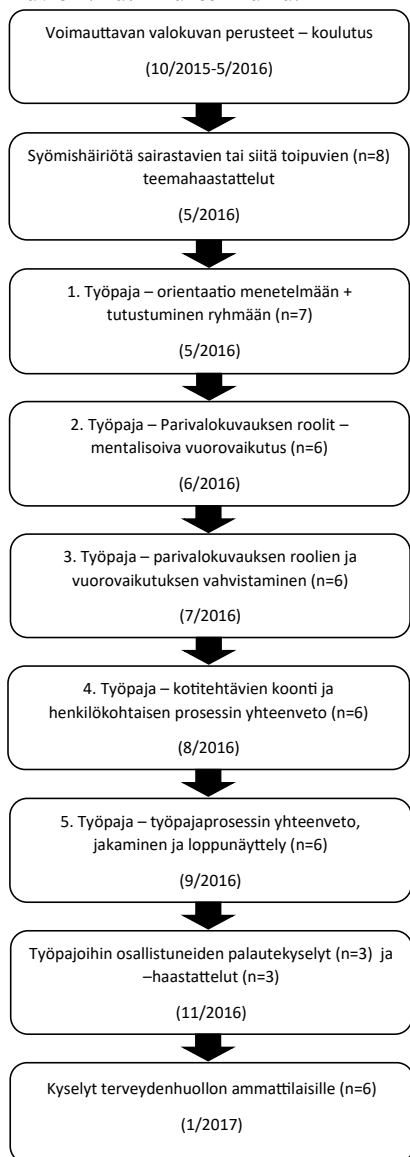 Voimauttavan valokuvan perusteet – koulutus
(10/2015-5/2016)
Syömishäiriötä sairastavien tai siitä toipuvien (n=8)
teemahaastattelut
(5/2016)
1. Työpaja – orientaatio menetelmään +
tutustuminen ryhmään (n=7)
(5/2016)
2. Työpaja – Parivalokuvauksen roolit –
mentalisoiva vuorovaikutus (n=6)
(6/2016)
3. Työpaja – parivalokuvauksen roolien ja
vuorovaikutuksen vahvistaminen (n=6)
(7/2016)
4. Työpaja – kotitehtävien koonti ja
henkilökohtaisen prosessin yhteenveto (n=6)
(8/2016)
5. Työpaja – työpajaprosessin yhteenveto,
jakaminen ja loppunäyttely (n=6)
(9/2016)
Työpajoihin osallistuneiden palautekyselyt (n=3) ja
–haastattelut (n=3)
(11/2016)
Kyselyt terveydenhuollon ammattilaisille (n=6)
(1/2017)